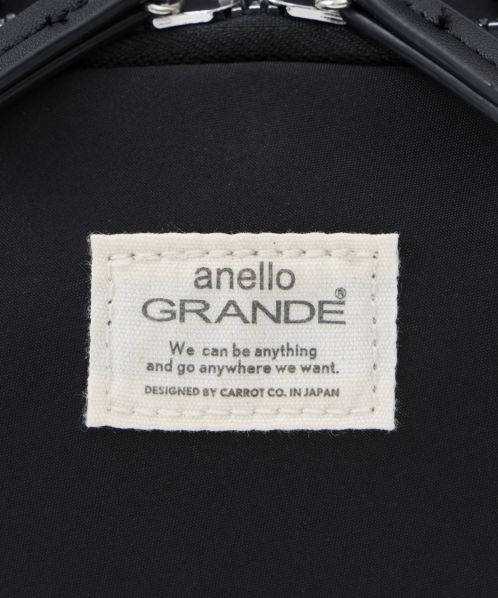 anello
GRANDE®
We can be anything
and go anywhere we want.
DESIGNED BY CARROT CO. IN JAPAN